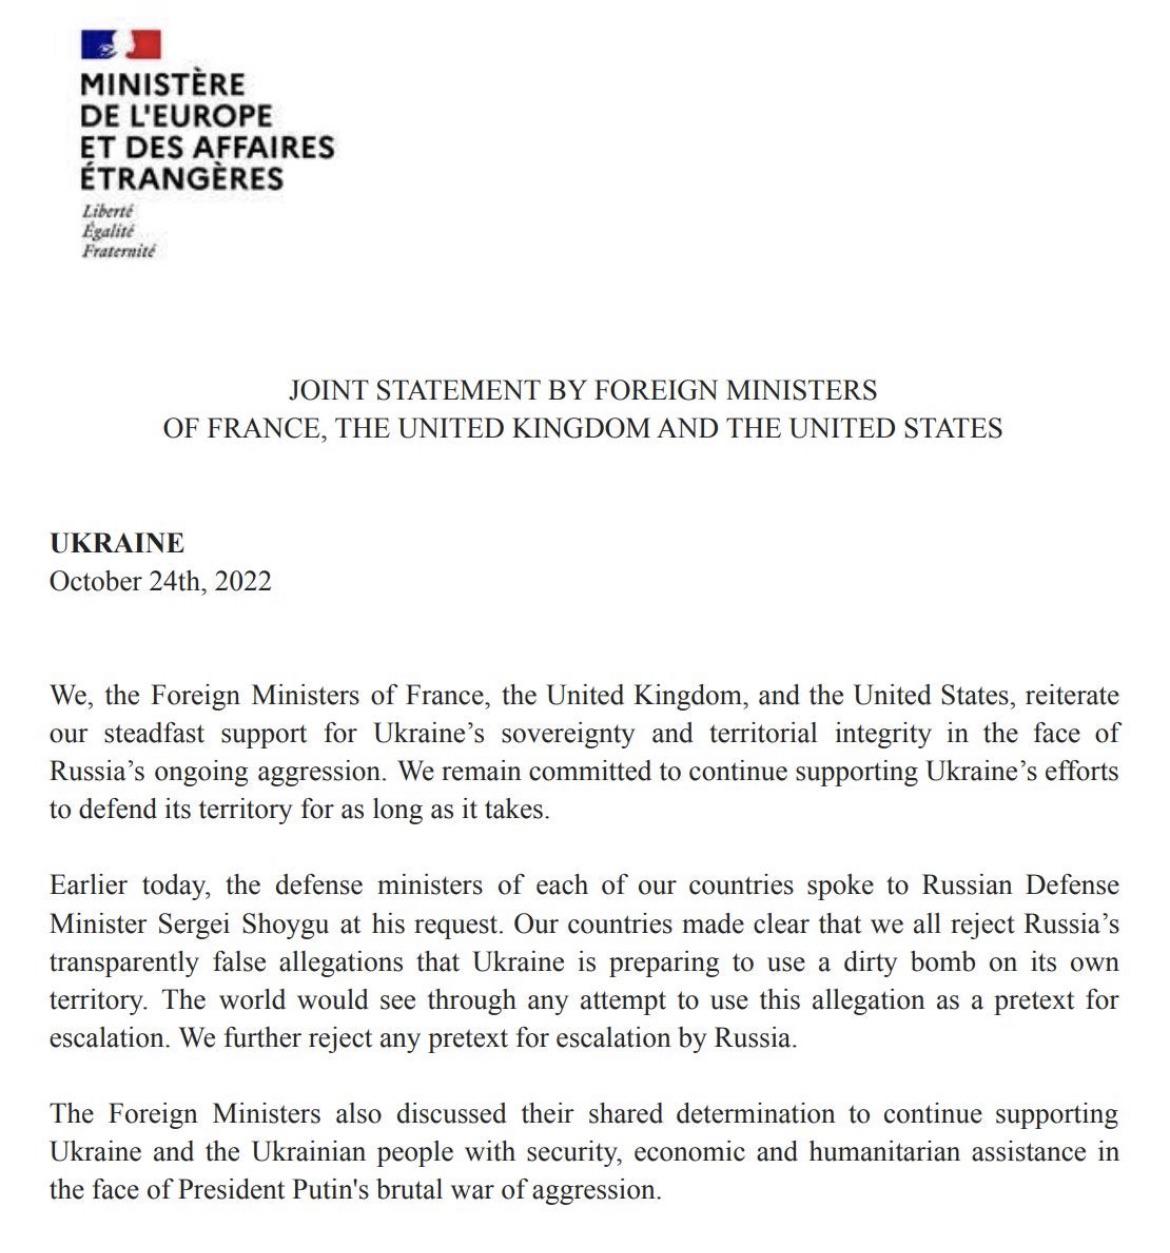 MINISTÈRE
DE L'EUROPE
ET DES AFFAIRES
ÉTRANGÈRES
Liberté
Égalité
Fraternité
JOINT STATEMENT BY FOREIGN MINISTERS
OF FRANCE, THE UNITED KINGDOM AND THE UNITED STATES
UKRAINE
October 24th, 2022
We, the Foreign Ministers of France, the United Kingdom, and the United States, reiterate
our steadfast support for Ukraine’s sovereignty and territorial integrity in the face of
Russia’s ongoing aggression. We remain committed to continue supporting Ukraine’s efforts
to defend its territory for as long as it takes.
Earlier today, the defense ministers of each of our countries spoke to Russian Defense
Minister Sergei Shoygu at his request. Our countries made clear that we all reject Russia’s
transparently false allegations that Ukraine is preparing to use a dirty bomb on its own
territory. The world would see through any attempt to use this allegation as a pretext for
escalation. We further reject any pretext for escalation by Russia.
The Foreign Ministers also discussed their shared determination to continue supporting
Ukraine and the Ukrainian people with security, economic and humanitarian assistance in
the face of President Putin's brutal war of aggression.